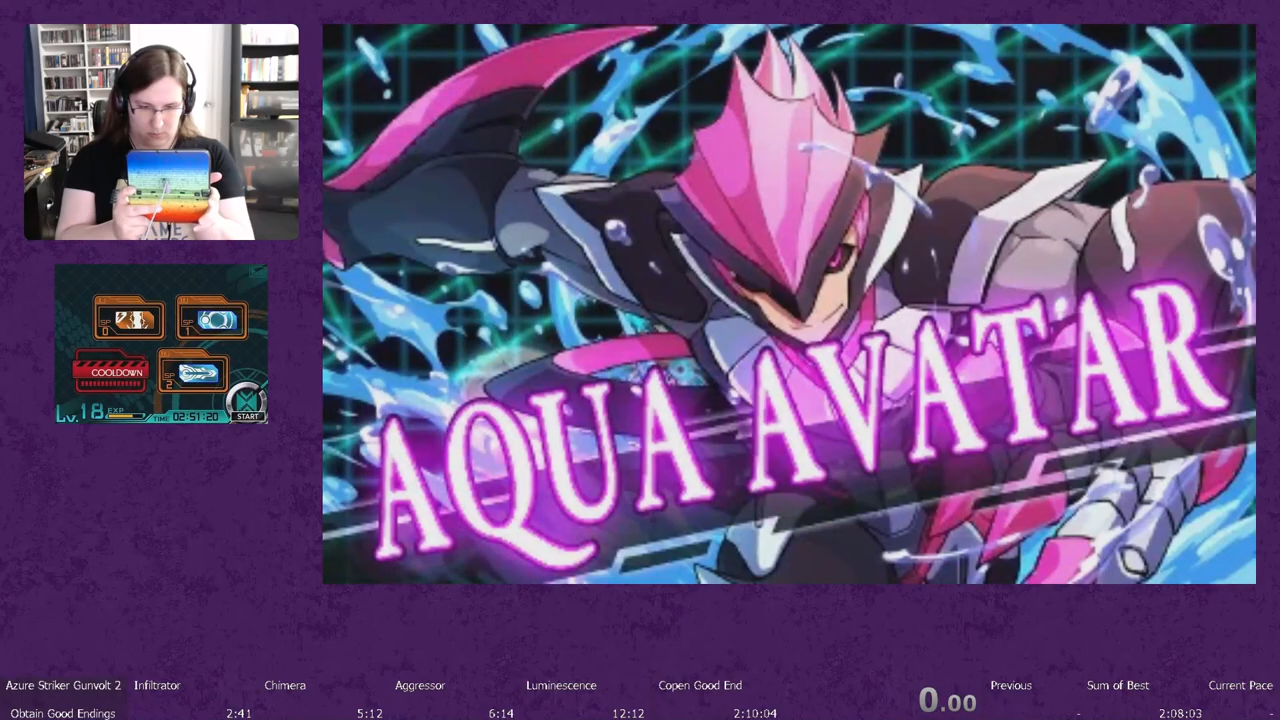 AQUA AVATAR
SP 0
SP 1
COOLDOWN
SP 2
Lv.18 EXP TIME 02:51:20 START
Azure Striker Gunvolt 2 Infiltrator Chimera Aggressor Luminescence Copen Good End 0.00 Previous Sum of Best Current Pace
Obtain Good Endings 2:41 5:12 6:14 12:12 2:10:04 - 2:08:03 -